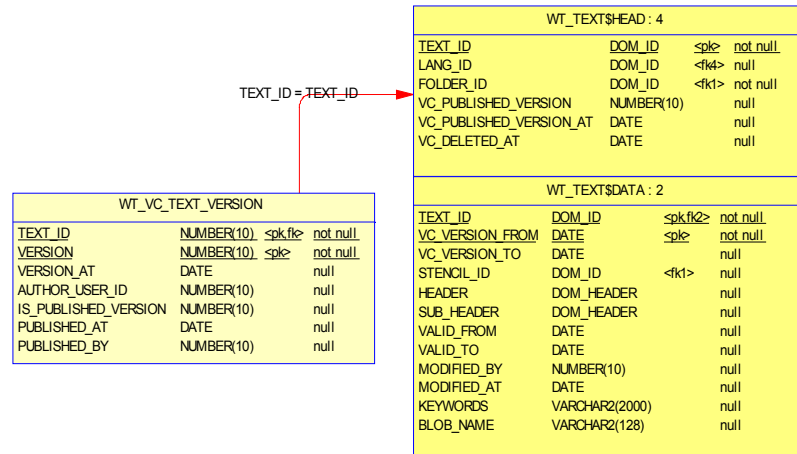 WT_TEXT$HEAD : 4
TEXT_ID DOM_ID <pk> not null
LANG_ID DOM_ID <fk4> null
FOLDER_ID DOM_ID <fk1> not null
VC_PUBLISHED_VERSION NUMBER(10) null
VC_PUBLISHED_VERSION_AT DATE null
VC_DELETED_AT DATE null
TEXT_ID = TEXT_ID
WT_VC_TEXT_VERSION
TEXT_ID NUMBER(10) <pk,fk> not null
VERSION NUMBER(10) <pk> not null
VERSION_AT DATE null
AUTHOR_USER_ID NUMBER(10) null
IS_PUBLISHED_VERSION NUMBER(10) null
PUBLISHED_AT DATE null
PUBLISHED_BY NUMBER(10) null
WT_TEXT$DATA : 2
TEXT_ID DOM_ID <pk,fk2> not null
VC_VERSION_FROM DATE <pk> not null
VC_VERSION_TO DATE null
STENCIL_ID DOM_ID <fk1> null
HEADER DOM_HEADER null
SUB_HEADER DOM_HEADER null
VALID_FROM DATE null
VALID_TO DATE null
MODIFIED_BY NUMBER(10) null
MODIFIED_AT DATE null
KEYWORDS VARCHAR2(2000) null
BLOB_NAME VARCHAR2(128) null